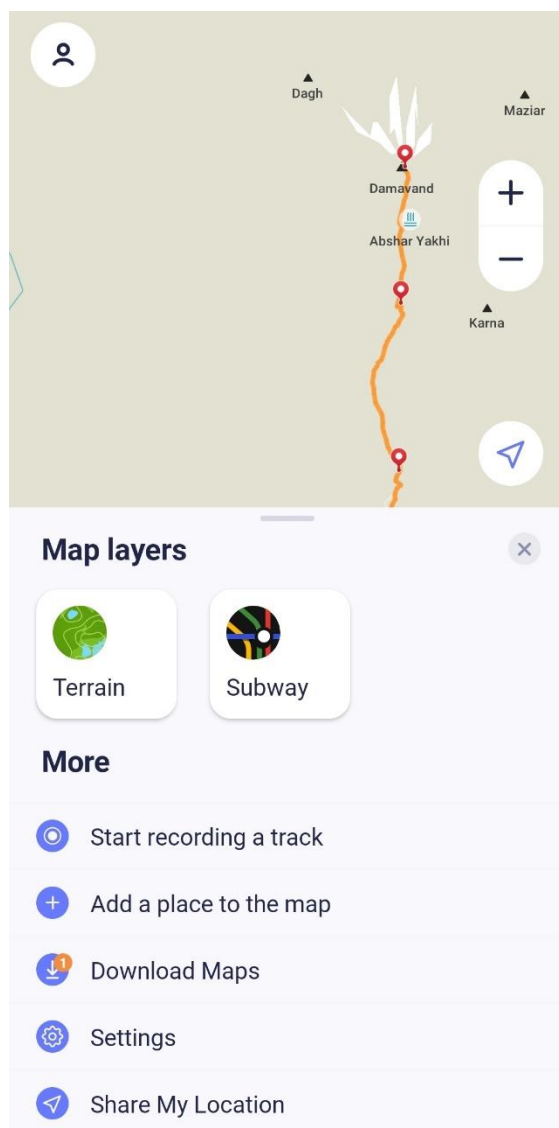 Dagh
Maziar
Damavand
Abshar Yakhi
Karna
Map layers
Terrain
Subway
More
Start recording a track
Add a place to the map
1
Download Maps
Settings
Share My Location